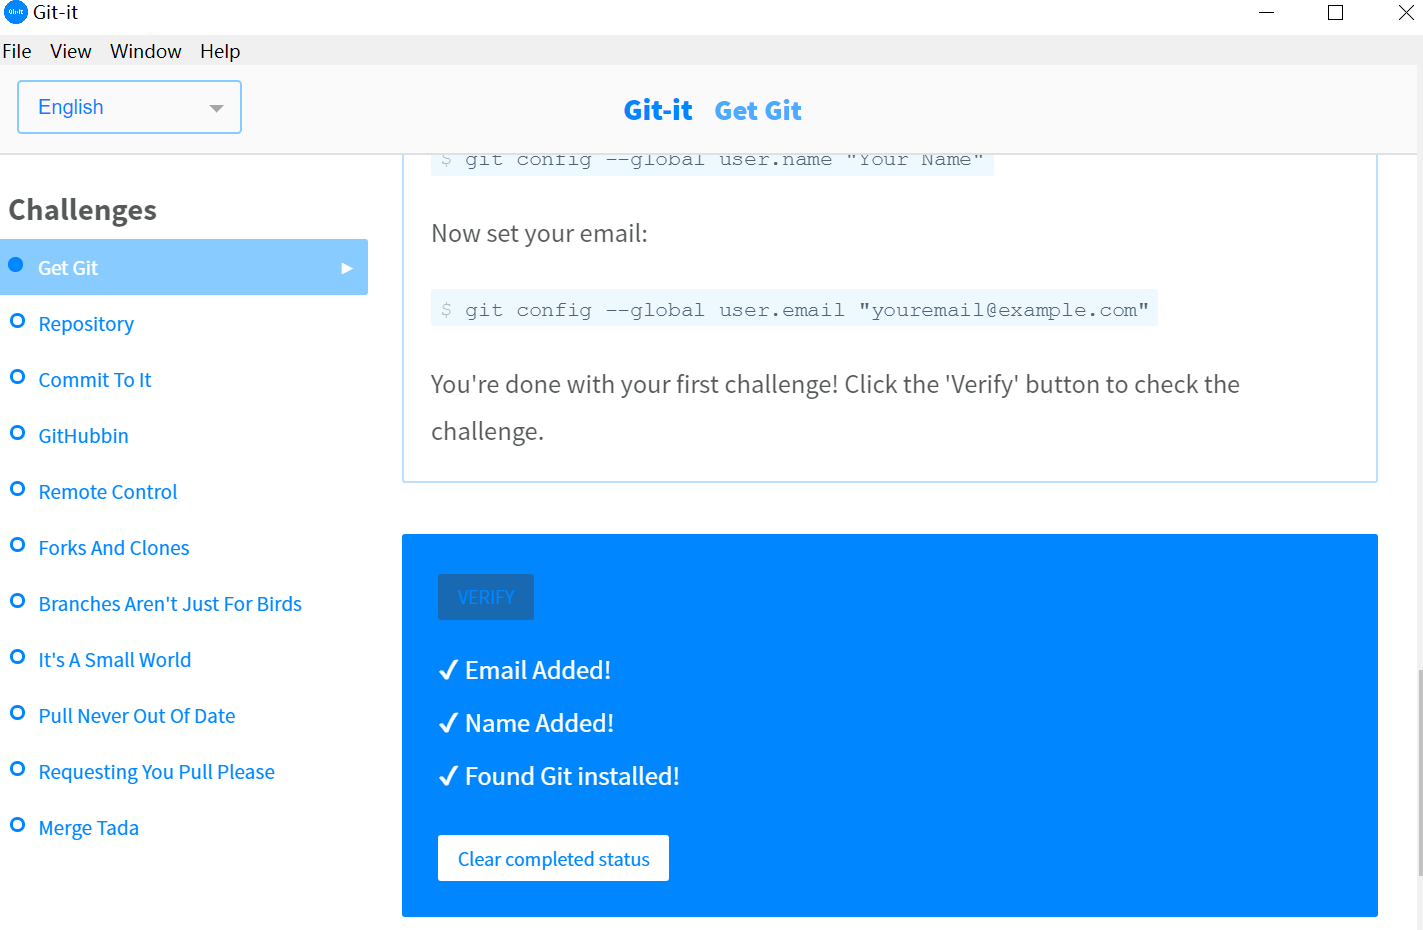 Git-it
File View Window Help
English
Git-it Get Git
Challenges
Get Git
Repository
Commit To It
GitHubbin
Remote Control
Forks And Clones
Branches Aren't Just For Birds
It's A Small World
Pull Never Out Of Date
Requesting You Pull Please
Merge Tada
$ git config --global user.name "Your Name"
Now set your email:
$ git config --global user.email "youremail@example.com"
You're done with your first challenge! Click the 'Verify' button to check the
challenge.
VERIFY
✓ Email Added!
✓ Name Added!
✓ Found Git installed!
Clear completed status